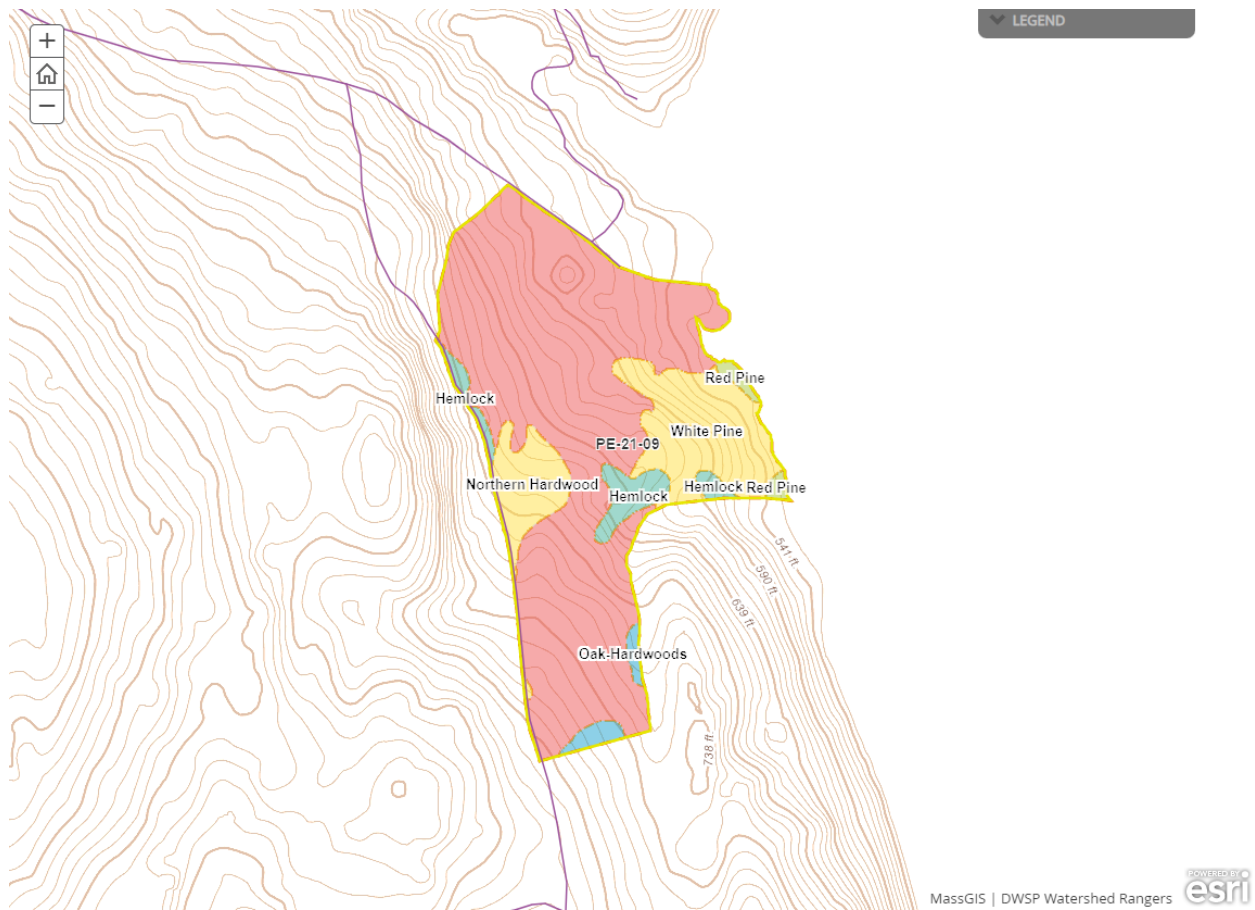 +
−
LEGEND
Red Pine
Hemlock
White Pine
PE-21-09
Northern Hardwood
Hemlock
Hemlock
Red Pine
541 ft
590 ft
639 ft
Oak-Hardwoods
738 ft
MassGIS | DWSP Watershed Rangers
POWERED BY
esri